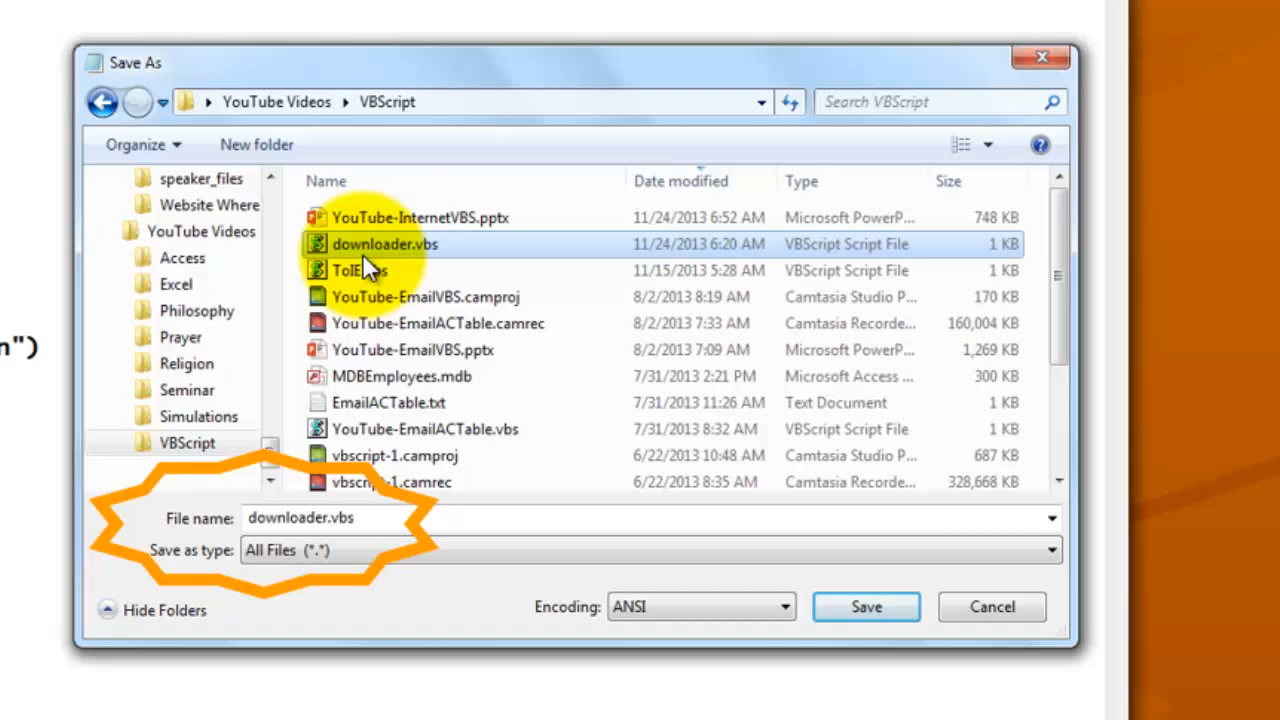 Save As
YouTube Videos VBScript Search VBScript
Organize New folder
speaker_files
Website Where
YouTube Videos
Access
Excel
Philosophy
Prayer
Religion
Seminar
Simulations
VBScript
Name Date modified Type Size
YouTube-InternetVBS.pptx 11/24/2013 6:52 AM Microsoft PowerP... 748 KB
downloader.vbs 11/24/2013 6:20 AM VBScript Script File 1 KB
11/15/2013 5:28 AM VBScript Script File 1 KB
YouTube-EmailVBS.camproj 8/2/2013 8:19 AM Camtasia Studio P... 170 KB
YouTube-EmailACTable.camrec 8/2/2013 7:33 AM Camtasia Recorde... 160,004 KB
YouTube-EmailVBS.pptx 8/2/2013 7:09 AM Microsoft PowerP... 1,269 KB
MDBEmployees.mdb 7/31/2013 2:21 PM Microsoft Access ... 300 KB
EmailACTable.txt 7/31/2013 11:26 AM Text Document 1 KB
YouTube-EmailACTable.vbs 7/31/2013 8:32 AM VBScript Script File 1 KB
vbscript-1.camproj 6/22/2013 10:48 AM Camtasia Studio P... 687 KB
vbscript-1.camrec 6/22/2013 8:35 AM Camtasia Recorde... 328,668 KB
n")
File name: downloader.vbs
Save as type: All Files (*.*)
Hide Folders Encoding: ANSI Save Cancel